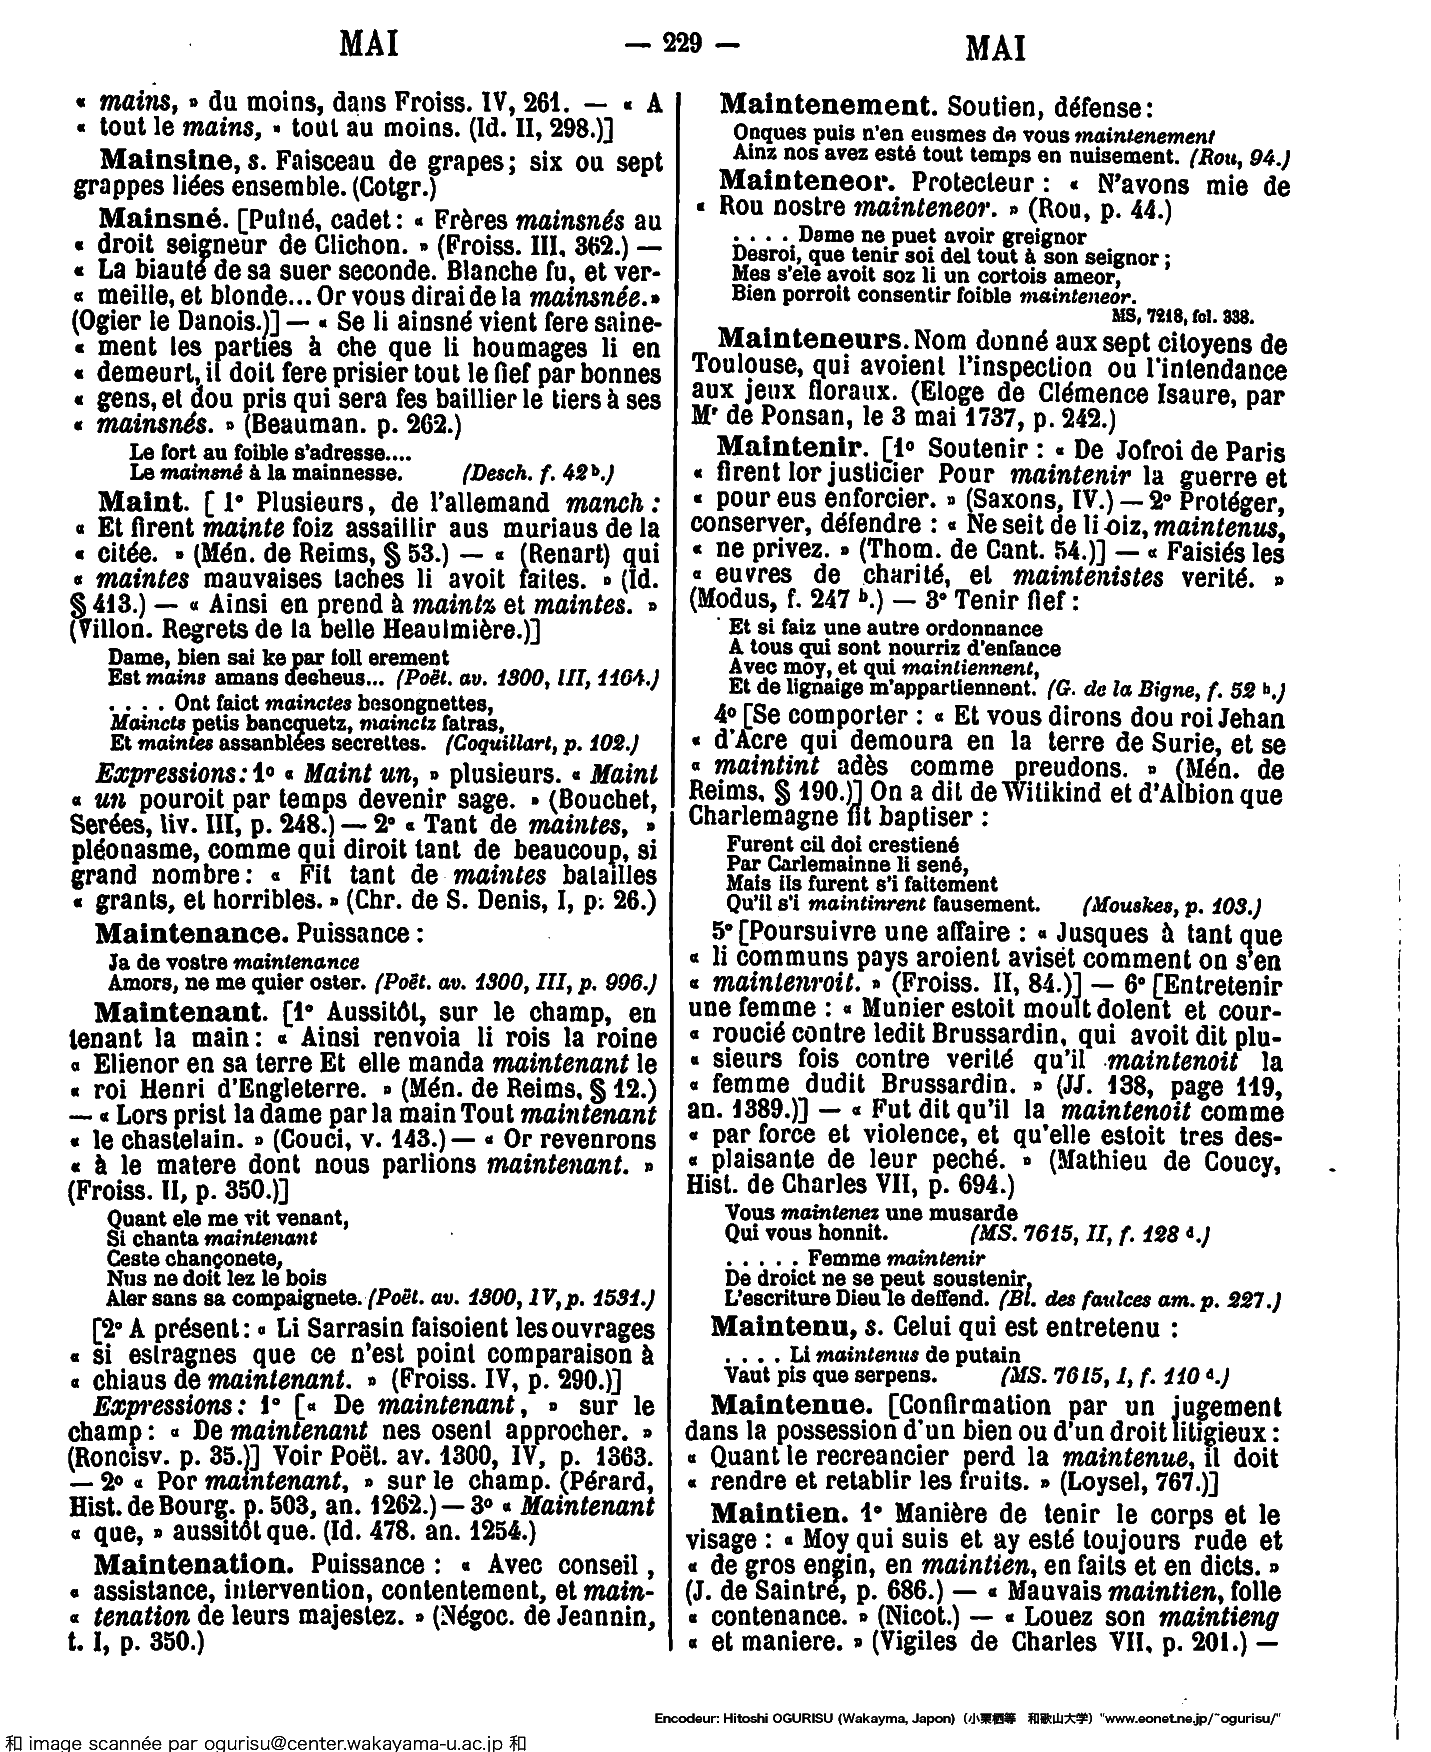 MAI
— 229 —
MAI
« mains, » du moins, dans Froiss. IV, 261. — « A
« tout le mains, » tout au moins. (Id. II, 298.)]
Mainsine, s. Faisceau de grapes; six ou sept
grappes liées ensemble. (Cotgr.)
Mainsné. [Puîné, cadet : « Frères mainsnés au
« droit seigneur de Clichon. » (Froiss. III, 362.) —
« La biauté de sa suer seconde. Blanche fu, et ver-
« meille, et blonde... Or vous dirai de la mainsnée. »
(Ogier le Danois.)] — « Se li ainsné vient fere saine-
« ment les parties à che que li houmages li en
« demeurt, il doit fere prisier tout le fief par bonnes
« gens, et dou pris qui sera fes baillier le tiers à ses
« mainsnés. » (Beauman. p. 262.)
Le fort au foible s'adresse....
Le mainsné à la mainnesse. (Desch. f. 42 b.)
Maint. [ 1° Plusieurs, de l'allemand manch :
« Et firent mainte foiz assaillir aus muriaus de la
« citée. » (Mén. de Reims, § 53.) — « (Renart) qui
« maintes mauvaises taches li avoit faites. » (Id.
§ 413.) — « Ainsi en prend à maintz et maintes. »
(Villon. Regrets de la belle Heaulmière.)]
Dame, bien sai ke par foll erement
Est mains amans decheus... (Poët. av. 1300, III, 1164.)
. . . . Ont faict mainctes besongnettes,
Maincts petis bancquetz, mainctz fatras,
Et maintes assanblées secrettes. (Coquillart, p. 102.)
Expressions : 1° « Maint un, » plusieurs. « Maint
« un pouroit par temps devenir sage. » (Bouchet,
Serées, liv. III, p. 248.) — 2° « Tant de maintes, »
pléonasme, comme qui diroit tant de beaucoup, si
grand nombre : « Fit tant de maintes batailles
« grants, et horribles. » (Chr. de S. Denis, I, p. 26.)
Maintenance. Puissance :
Ja de vostre maintenance
Amors, ne me quier oster. (Poët. av. 1300, III, p. 996.)
Maintenant. [1° Aussitôt, sur le champ, en
tenant la main : « Ainsi renvoia li rois la roine
« Elienor en sa terre Et elle manda maintenant le
« roi Henri d'Engleterre. » (Mén. de Reims, § 12.)
— « Lors prist la dame par la main Tout maintenant
« le chastelain. » (Couci, v. 143.) — « Or revenrons
« à le matere dont nous parlions maintenant. »
(Froiss. II, p. 350.)]
Quant ele me vit venant,
Si chanta maintenant
Ceste chançonete,
Nus ne doit lez le bois
Aler sans sa compaignete. (Poët. av. 1300, IV, p. 1531.)
[2° A présent : « Li Sarrasin faisoient les ouvrages
« si estragnes que ce n'est point comparaison à
« chiaus de maintenant. » (Froiss. IV, p. 290.)]
Expressions : 1° [« De maintenant, » sur le
champ : « De maintenant nes osent approcher. »
(Roncisv. p. 35.)] Voir Poët. av. 1300, IV, p. 1363.
— 2° « Por maintenant, » sur le champ. (Pérard,
Hist. de Bourg. p. 503, an. 1262.) — 3° « Maintenant
« que, » aussitôt que. (Id. 478. an. 1254.)
Maintenation. Puissance : « Avec conseil,
« assistance, intervention, contentement, et main-
« tenation de leurs majestez. » (Négoc. de Jeannin,
t. I, p. 350.)
Maintenement. Soutien, défense :
Onques puis n'en eusmes de vous maintenement
Ainz nos avez esté tout temps en nuisement. (Rou, 94.)
Mainteneor. Protecteur : « N'avons mie de
« Rou nostre mainteneor. » (Rou, p. 44.)
. . . . Dame ne puet avoir greignor
Desroi, que tenir soi del tout à son seignor ;
Mes s'ele avoit soz li un cortois ameor,
Bien porroit consentir foible mainteneor.
MS, 7218, fol. 338.
Mainteneurs. Nom donné aux sept citoyens de
Toulouse, qui avoient l'inspection ou l'intendance
aux jeux floraux. (Eloge de Clémence Isaure, par
Mr de Ponsan, le 3 mai 1737, p. 242.)
Maintenir. [1° Soutenir : « De Jofroi de Paris
« firent lor justicier Pour maintenir la guerre et
« pour eus enforcier. » (Saxons, IV.) — 2° Protéger,
conserver, défendre : « Ne seit de li oiz, maintenus,
« ne privez. » (Thom. de Cant. 54.)] — « Faisiés les
« euvres de charité, et maintenistes verité. »
(Modus, f. 247 b.) — 3° Tenir fief :
Et si faiz une autre ordonnance
A tous qui sont nourriz d'enfance
Avec moy, et qui maintiennent,
Et de lignaige m'appartiennent. (G. de la Bigne, f. 52 b.)
4° [Se comporter : « Et vous dirons dou roi Jehan
« d'Acre qui demoura en la terre de Surie, et se
« maintint adès comme preudons. » (Mén. de
Reims, § 190.)] On a dit de Witikind et d'Albion que
Charlemagne fit baptiser :
Furent cil doi crestiené
Par Carlemainne li sené,
Mais ils furent s'i faitement
Qu'il s'i maintinrent fausement. (Mouskes, p. 103.)
5° [Poursuivre une affaire : « Jusques à tant que
« li communs pays aroient aviset comment on s'en
« maintenroit. » (Froiss. II, 84.)] — 6° [Entretenir
une femme : « Munier estoit moult dolent et cour-
« roucié contre ledit Brussardin, qui avoit dit plu-
« sieurs fois contre verité qu'il maintenoit la
« femme dudit Brussardin. » (JJ. 138, page 119,
an. 1389.)] — « Fut dit qu'il la maintenoit comme
« par force et violence, et qu'elle estoit tres des-
« plaisante de leur peché. » (Mathieu de Coucy,
Hist. de Charles VII, p. 694.)
Vous maintenez une musarde
Qui vous honnit. (MS. 7615, II, f. 128 d.)
. . . . . Femme maintenir
De droict ne se peut soustenir,
L'escriture Dieu le deffend. (Bl. des faulces am. p. 227.)
Maintenu, s. Celui qui est entretenu :
. . . . Li maintenus de putain
Vaut pis que serpens. (MS. 7615, I, f. 110 d.)
Maintenue. [Confirmation par un jugement
dans la possession d'un bien ou d'un droit litigieux :
« Quant le recreancier perd la maintenue, il doit
« rendre et retablir les fruits. » (Loysel, 767.)]
Maintien. 1° Manière de tenir le corps et le
visage : « Moy qui suis et ay esté toujours rude et
« de gros engin, en maintien, en faits et en dicts. »
(J. de Saintré, p. 686.) — « Mauvais maintien, folle
« contenance. » (Nicot.) — « Louez son maintieng
« et maniere. » (Vigiles de Charles VII, p. 201.) —
Encodeur: Hitoshi OGURISU (Wakayma, Japon) (小栗栖等 和歌山大学) "www.eonet.ne.jp/~ogurisu/"
和 image scannée par ogurisu@center.wakayama-u.ac.jp 和